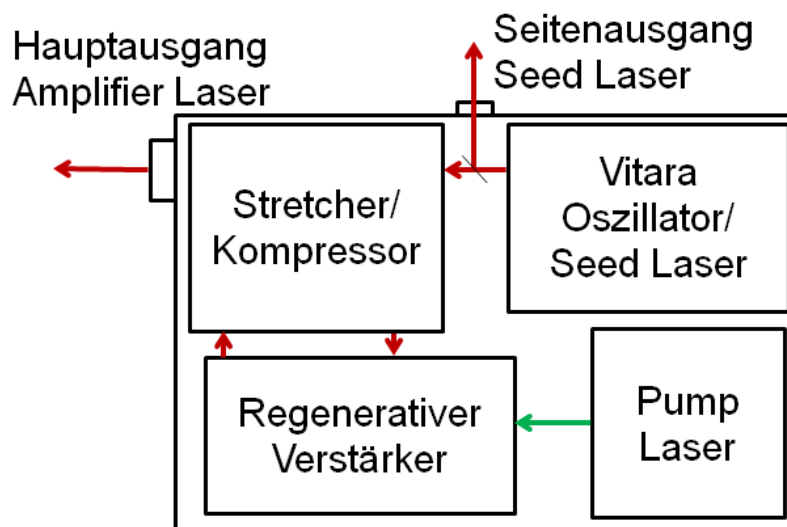 Hauptausgang
Amplifier Laser
Seitenausgang
Seed Laser
Stretcher/
Kompressor
Vitara
Oszillator/
Seed Laser
Regenerativer
Verstärker
Pump
Laser